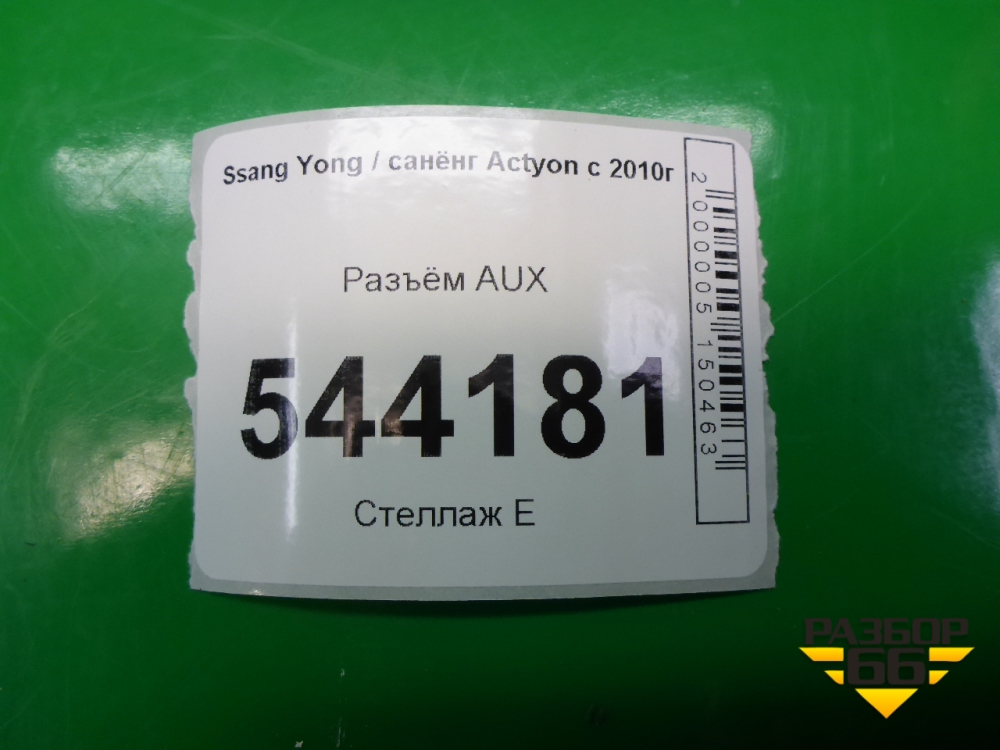 Ssang Yong / санёнг Actyon с 2010г
Разъём AUX
544181
Стеллаж Е
2000005150463
РАЗБОР
66